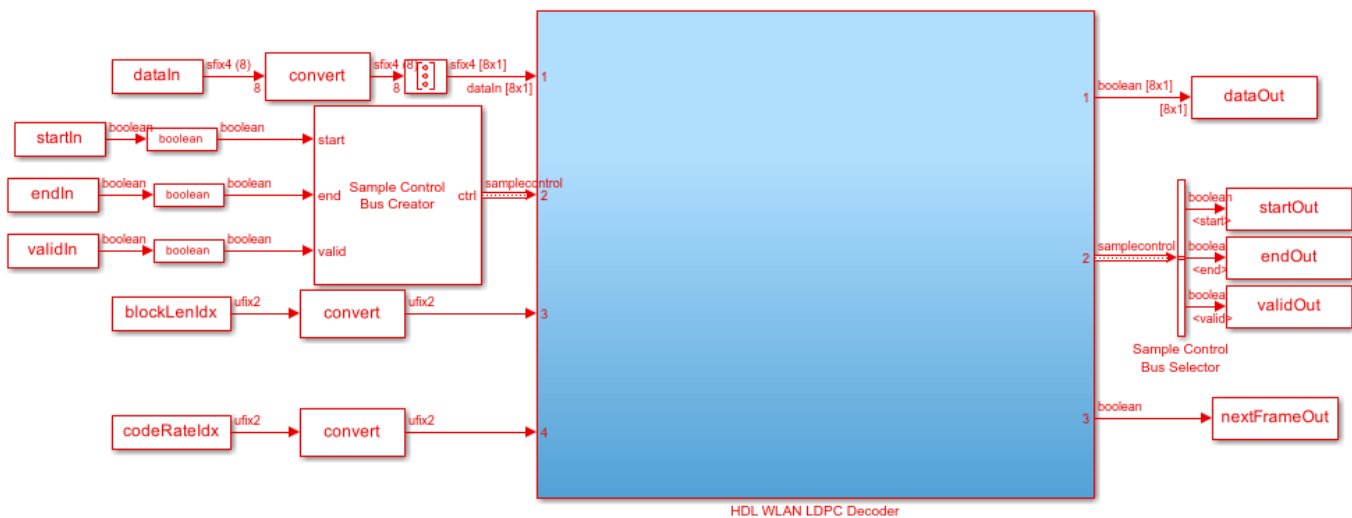 dataIn
sfix4 (8)
8
convert
sfix4 (8)
8
sfix4 [8x1]
dataIn [8x1]
1
startIn
boolean
boolean
boolean
start
endIn
boolean
boolean
boolean
end
Sample Control
Bus Creator
ctrl
samplecontrol
2
validIn
boolean
boolean
boolean
valid
blockLenIdx
ufix2
convert
ufix2
3
codeRateIdx
ufix2
convert
ufix2
4
HDL WLAN LDPC Decoder
1
boolean [8x1]
[8x1]
dataOut
2
samplecontrol
boolean
<start>
startOut
boolea
<end>
endOut
boolea
<valid>
validOut
Sample Control
Bus Selector
3
boolean
nextFrameOut